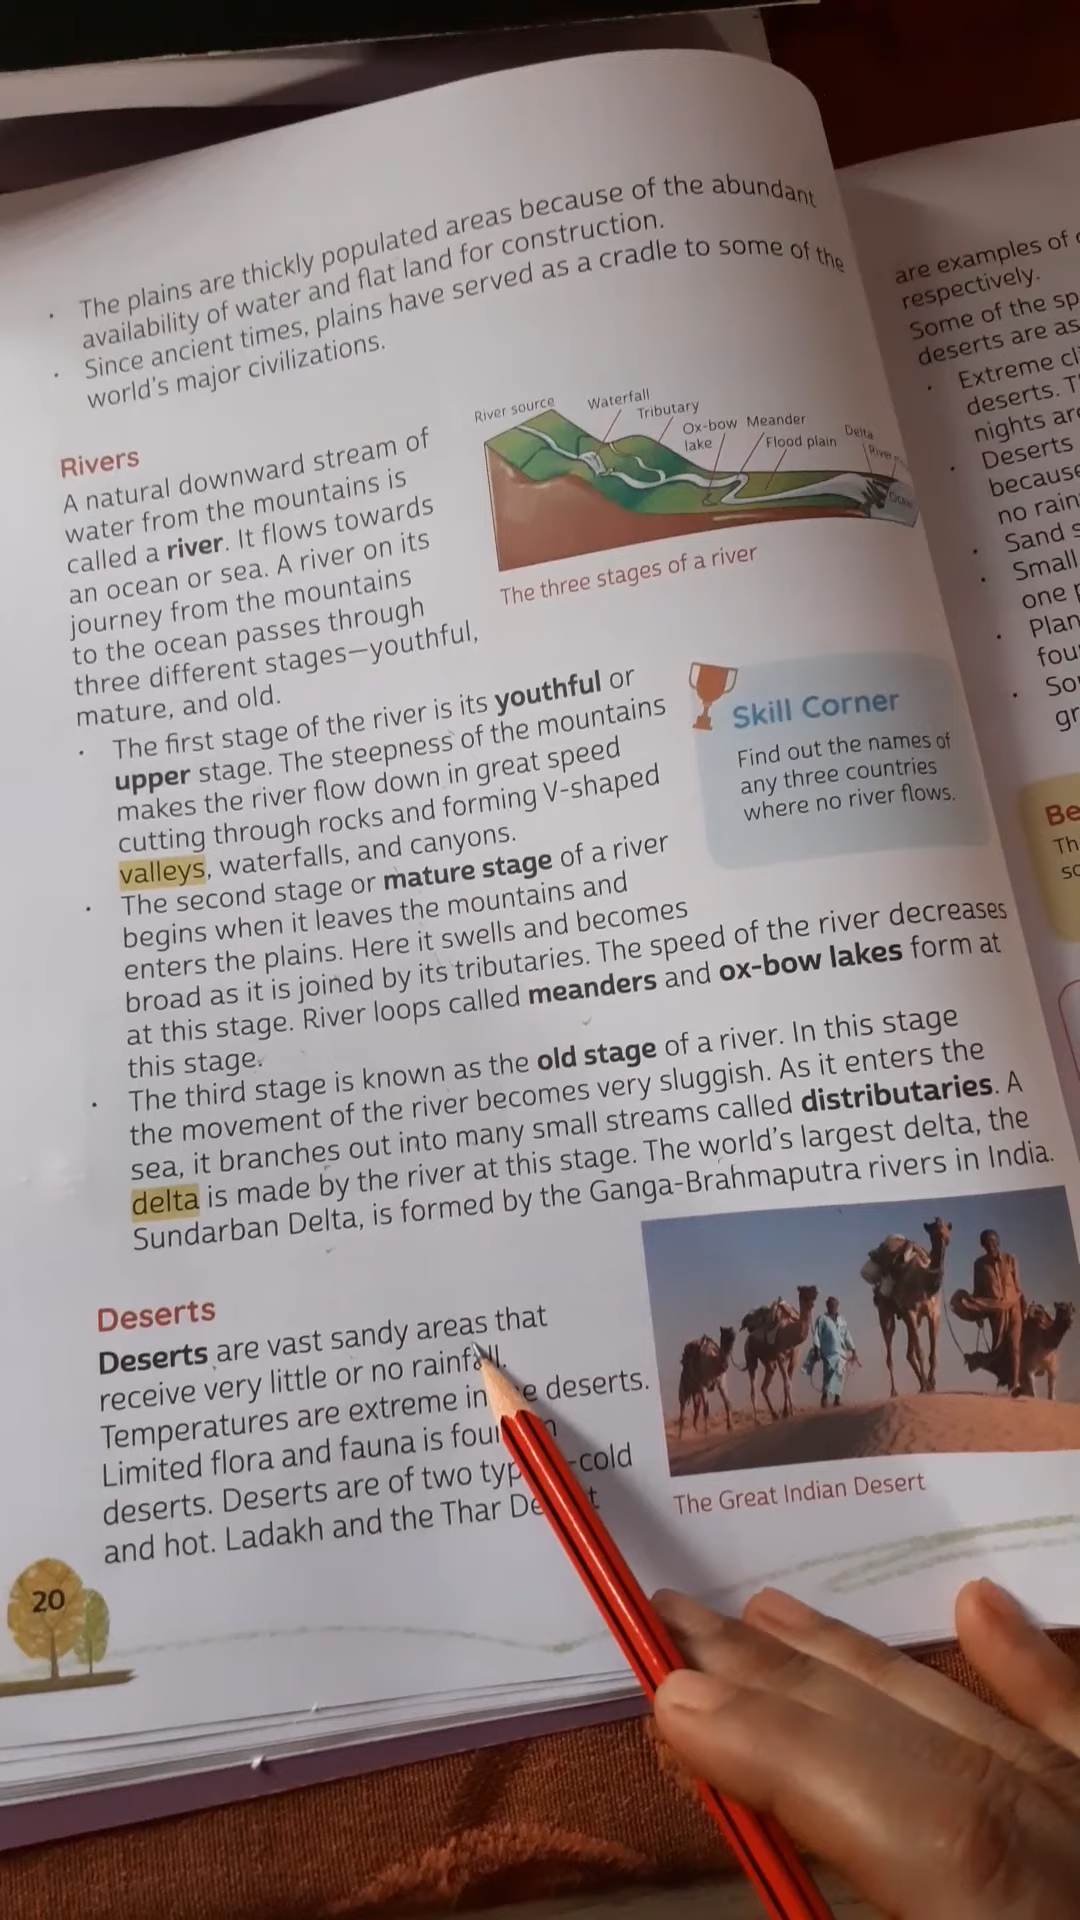 The plains are thickly populated areas because of the abundant
availability of water and flat land for construction.
Since ancient times, plains have served as a cradle to some of the
world's major civilizations.
River source
Waterfall
Tributary
Ox-bow
lake
Meander
Flood plain
Delta
River
The three stages of a river
Rivers
A natural downward stream of
water from the mountains is
called a river. It flows towards
an ocean or sea. A river on its
journey from the mountains
to the ocean passes through
three different stages—youthful,
mature, and old.
Skill Corner
Find out the names of
any three countries
where no river flows.
The first stage of the river is its youthful or
upper stage. The steepness of the mountains
makes the river flow down in great speed
cutting through rocks and forming V-shaped
valleys, waterfalls, and canyons.
The second stage or mature stage of a river
begins when it leaves the mountains and
enters the plains. Here it swells and becomes
broad as it is joined by its tributaries. The speed of the river decreases
at this stage. River loops called meanders and ox-bow lakes form at
this stage.
The third stage is known as the old stage of a river. In this stage
the movement of the river becomes very sluggish. As it enters the
sea, it branches out into many small streams called distributaries. A
delta is made by the river at this stage. The world's largest delta, the
Sundarban Delta, is formed by the Ganga-Brahmaputra rivers in India.
Deserts
Deserts are vast sandy areas that
receive very little or no
Temperatures are extreme in deserts.
Limited flora and fauna is
deserts. Deserts are of two cold
and hot. Ladakh and the Thar
The Great Indian Desert
20
are examples of
respectively.
Some of the
deserts are as
Extreme
deserts.
nights
Deserts
because
no rain
Sand
Small
one